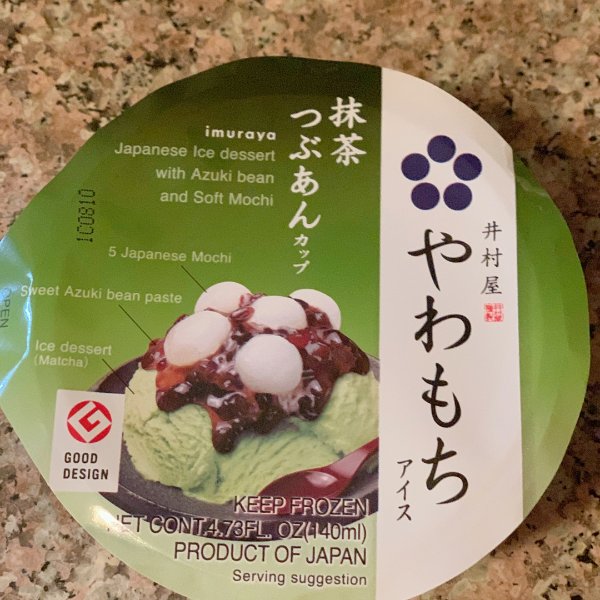 imuraya
Japanese Ice dessert
with Azuki bean
and Soft Mochi
抹茶
つぶあんカップ
井村屋
やわもち
アイス
1C0810
5 Japanese Mochi
Sweet Azuki bean paste
Ice dessert
(Matcha)
OPEN
GOOD
DESIGN
KEEP FROZEN
NET CONT.4.73FL. OZ(140ml)
PRODUCT OF JAPAN
Serving suggestion